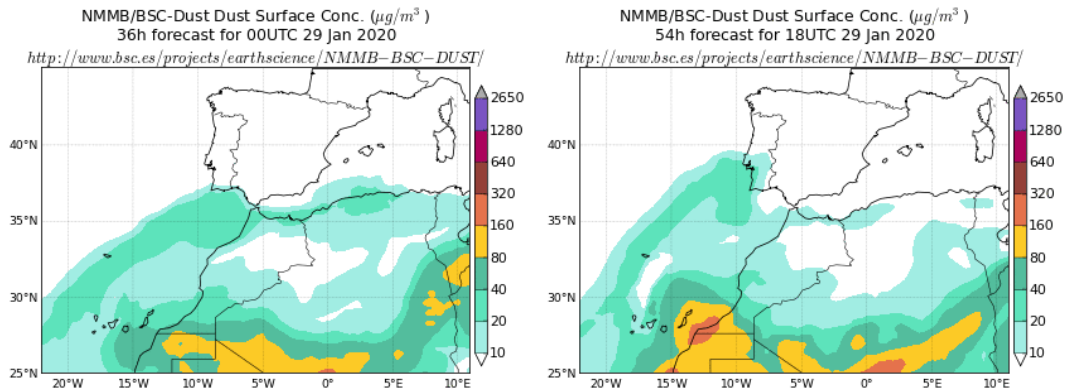 NMMB/BSC-Dust Dust Surface Conc. (μg/m³)
36h forecast for 00UTC 29 Jan 2020
http://www.bsc.es/projects/earthscience/NMMB-BSC-DUST/
40°N
35°N
30°N
25°N
20°W
15°W
10°W
5°W
0°
5°E
10°E
2650
1280
640
320
160
80
40
20
10
NMMB/BSC-Dust Dust Surface Conc. (μg/m³)
54h forecast for 18UTC 29 Jan 2020
http://www.bsc.es/projects/earthscience/NMMB-BSC-DUST/
40°N
35°N
30°N
25°N
20°W
15°W
10°W
5°W
0°
5°E
10°E
2650
1280
640
320
160
80
40
20
10